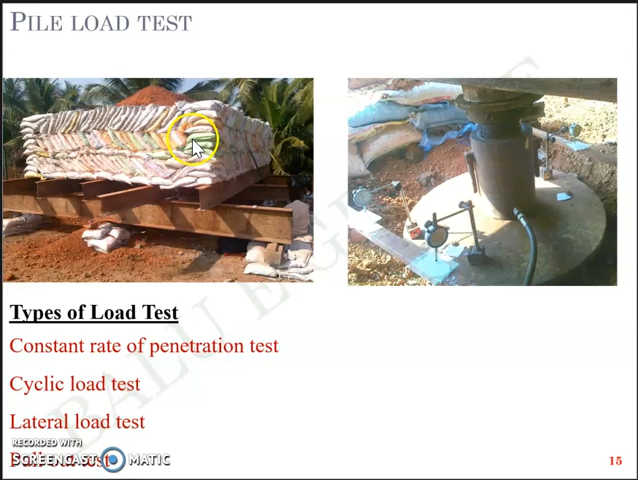 PILE LOAD TEST
Types of Load Test
Constant rate of penetration test
Cyclic load test
Lateral load test
RECORDED WITH
SCREENCAST MATIC
15